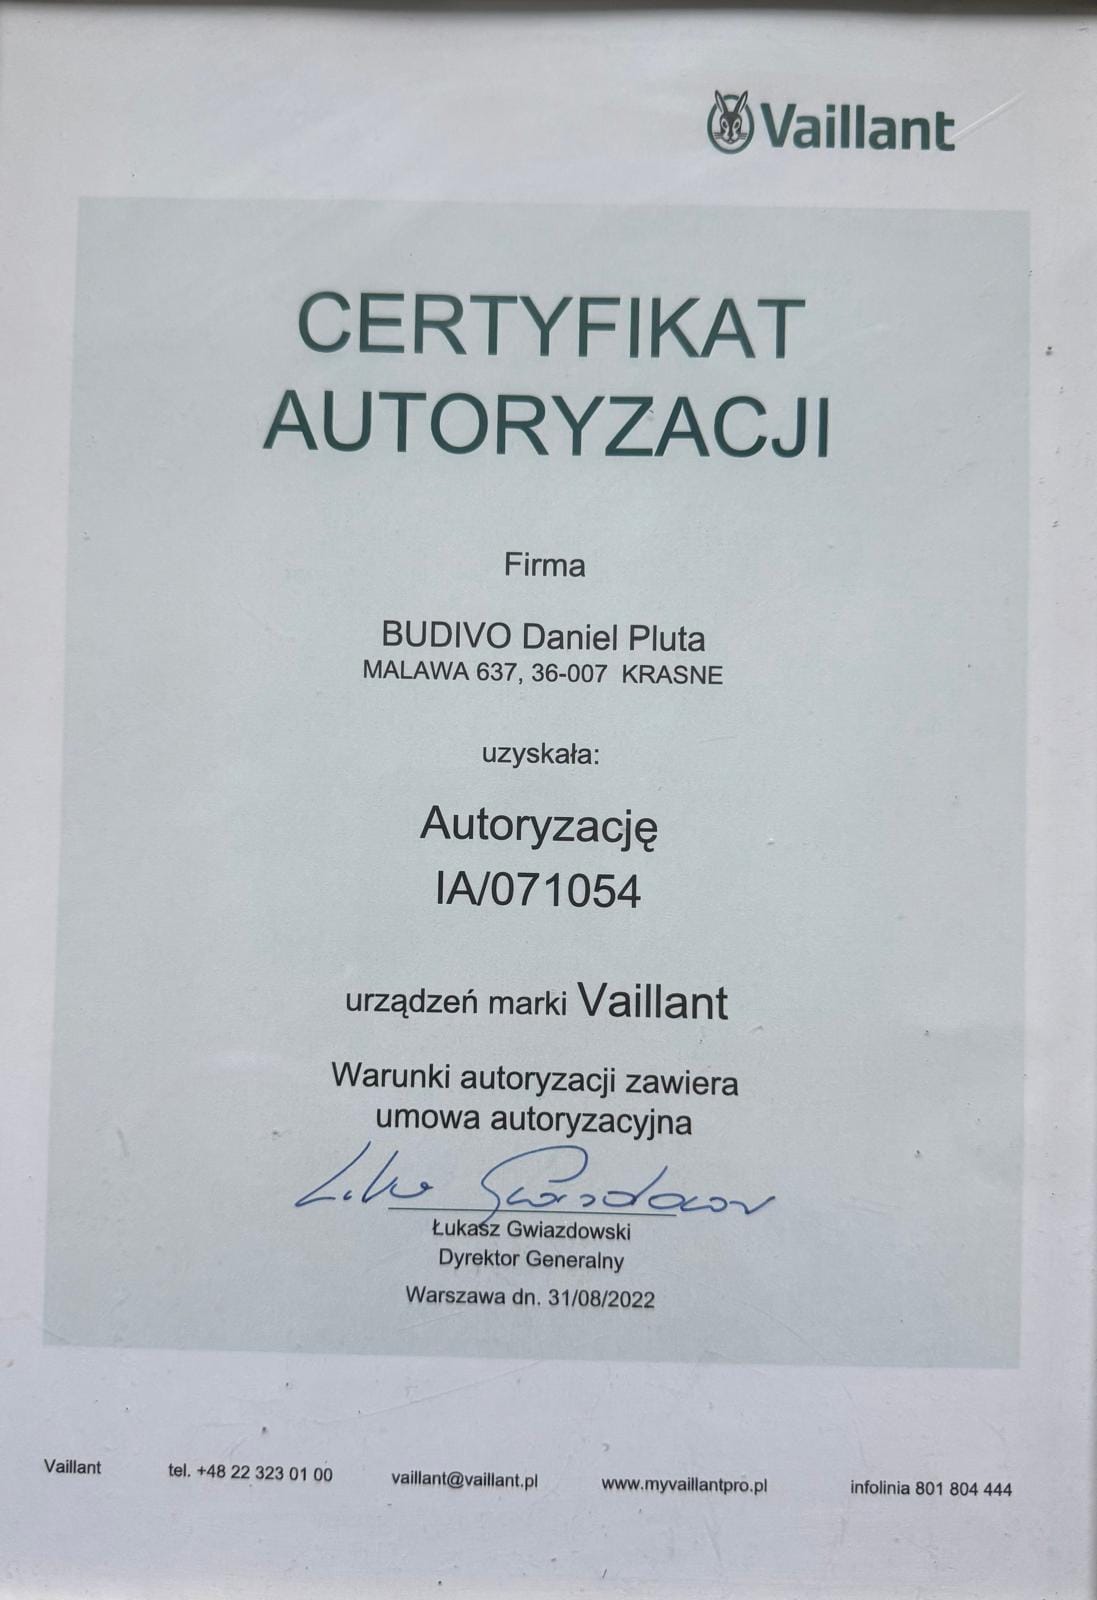 Vaillant
CERTYFIKAT
AUTORYZACJI
Firma
BUDIVO Daniel Pluta
MALAWA 637, 36-007 KRASNE
uzyskała:
Autoryzację
IA/071054
urządzeń marki Vaillant
Warunki autoryzacji zawiera
umowa autoryzacyjna
Łukasz Gwiazdowski
Dyrektor Generalny
Warszawa dn. 31/08/2022
Vaillant tel. +48 22 323 01 00 vaillant@vaillant.pl www.myvaillantpro.pl infolinia 801 804 444